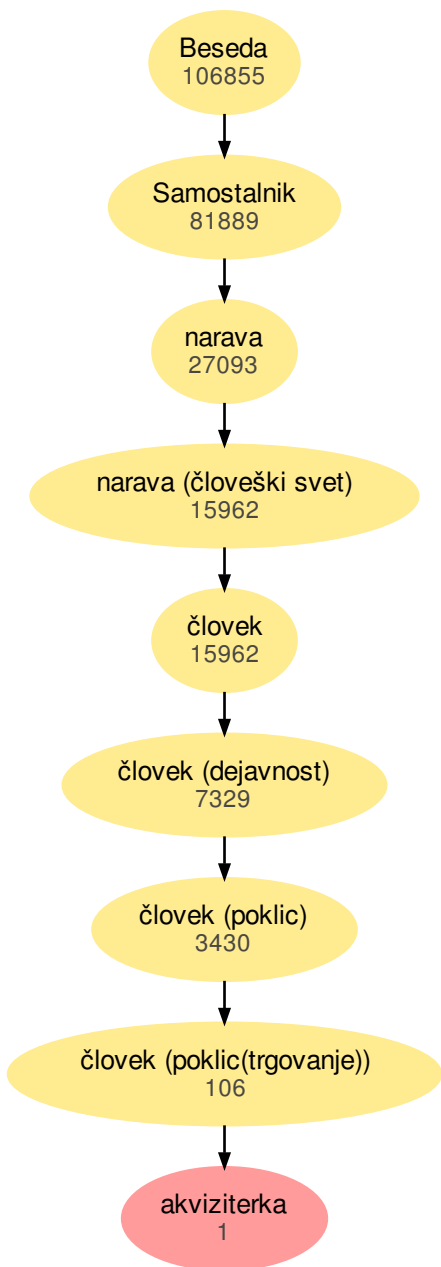 Beseda
106855
Samostalnik
81889
narava
27093
narava (človeški svet)
15962
človek
15962
človek (dejavnost)
7329
človek (poklic)
3430
človek (poklic(trgovanje))
106
akviziterka
1